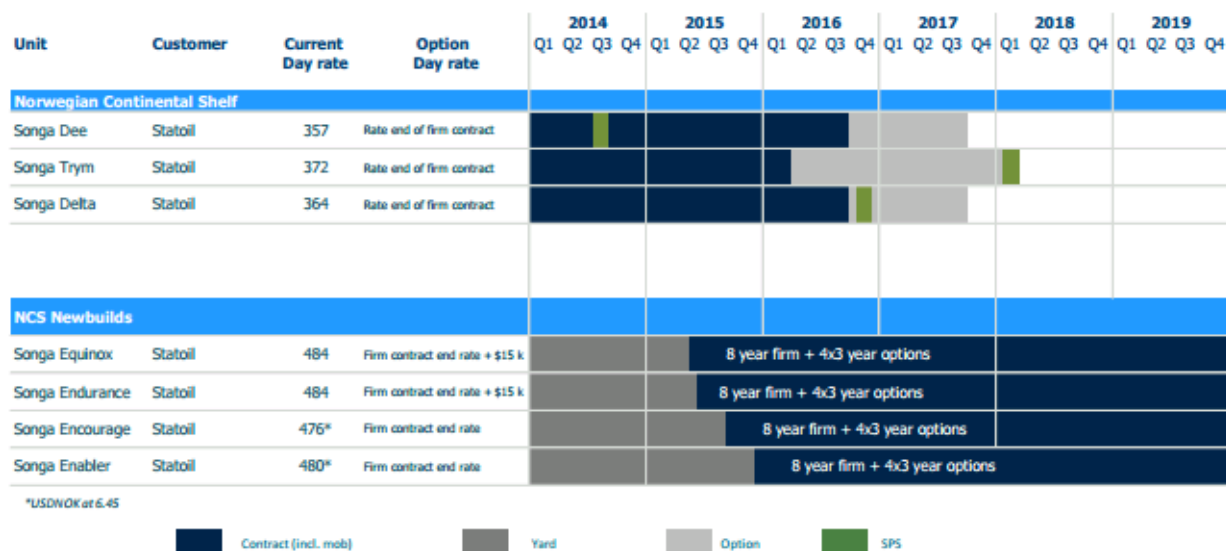 2014 2015 2016 2017 2018 2019
Unit Customer Current Option Q1 Q2 Q3 Q4 Q1 Q2 Q3 Q4 Q1 Q2 Q3 Q4 Q1 Q2 Q3 Q4 Q1 Q2 Q3 Q4 Q1 Q2 Q3 Q4
Day rate Day rate
Norwegian Continental Shelf
Songa Dee Statoil 357 Rate end of firm contract
Songa Trym Statoil 372 Rate end of firm contract
Songa Delta Statoil 364 Rate end of firm contract
NCS Newbuilds
Songa Equinox Statoil 484 Firm contract end rate + $15 k 8 year firm + 4x3 year options
Songa Endurance Statoil 484 Firm contract end rate + $15 k 8 year firm + 4x3 year options
Songa Encourage Statoil 476* Firm contract end rate 8 year firm + 4x3 year options
Songa Enabler Statoil 480* Firm contract end rate 8 year firm + 4x3 year options
*USDNOK at 6.45
Contract (incl. mob) Yard Option SPS